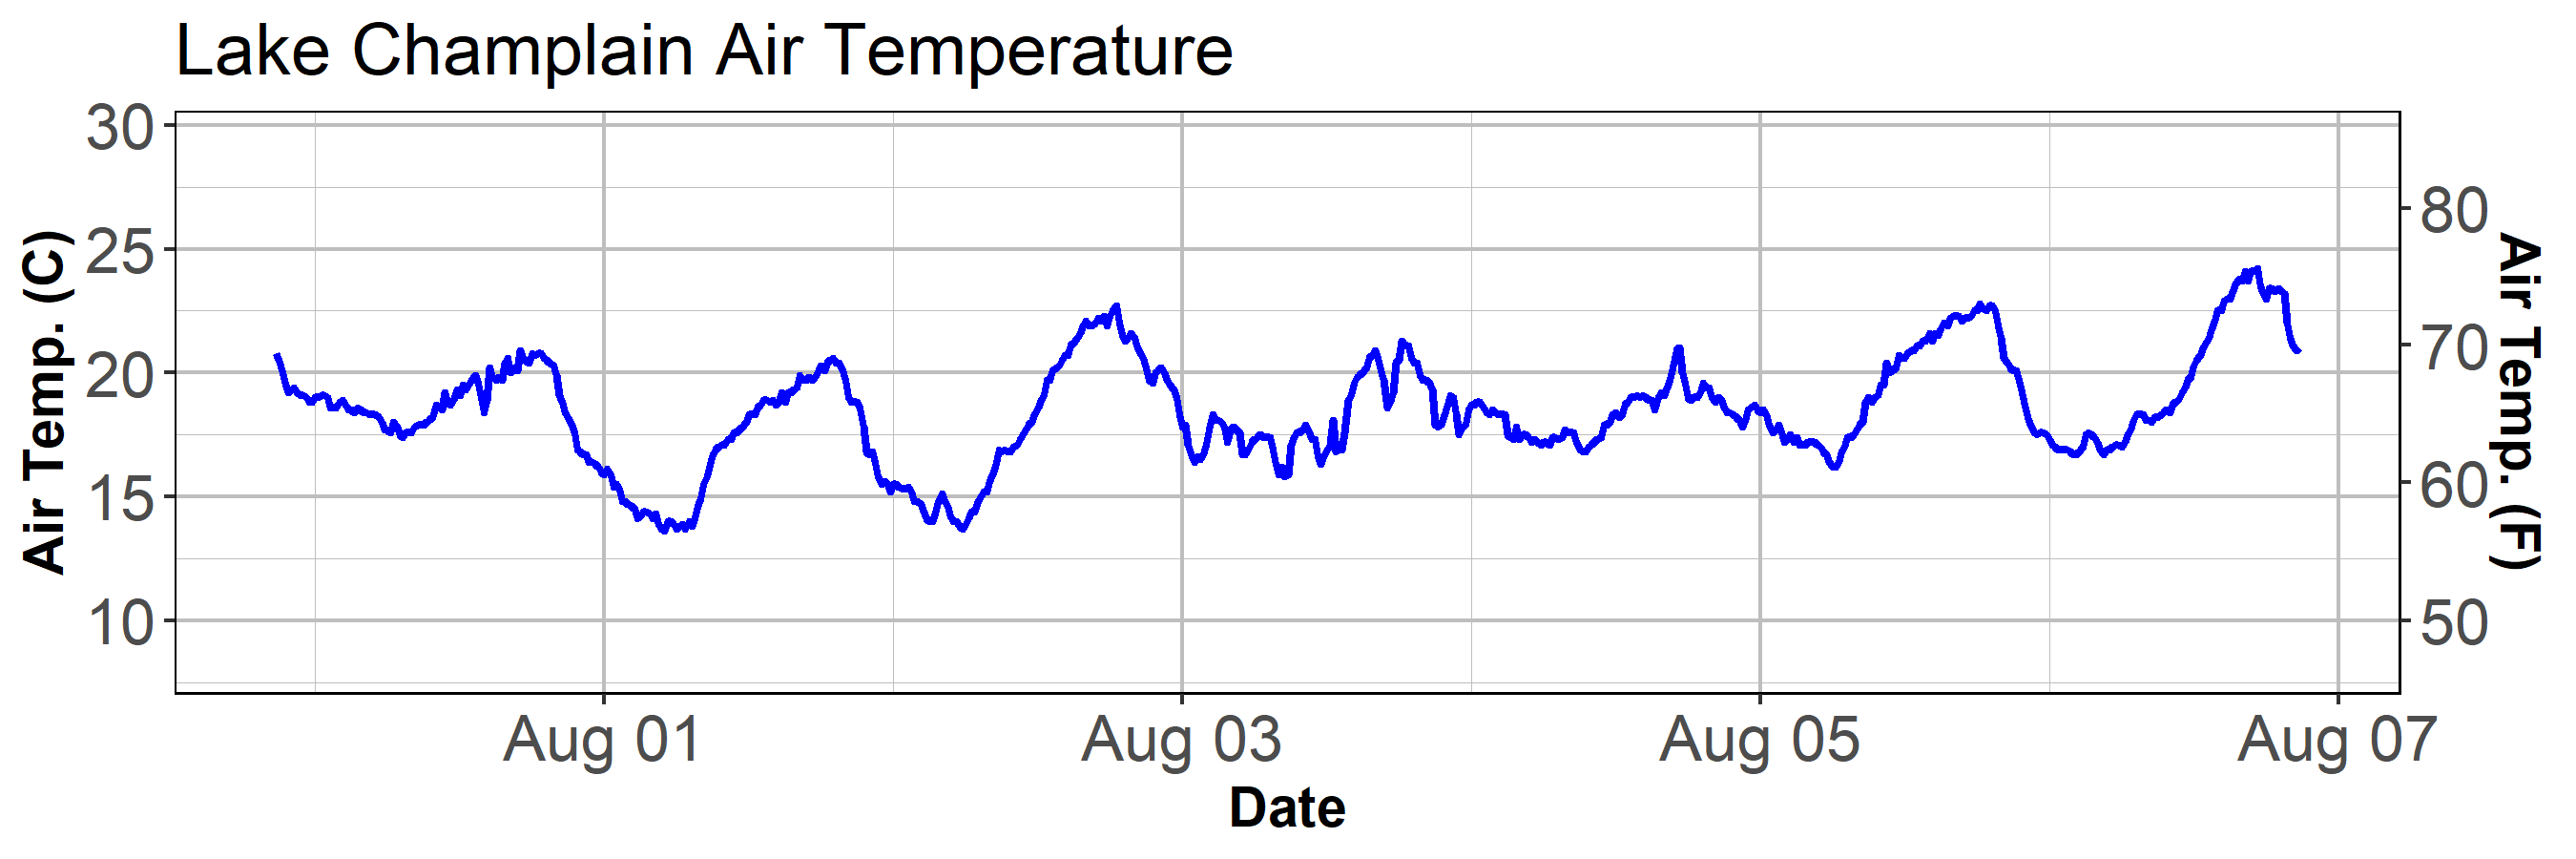 Lake Champlain Air Temperature
30
25
20
15
10
Air Temp. (C)
80
70
60
50
Air Temp. (F)
Aug 01 Aug 03 Aug 05 Aug 07
Date